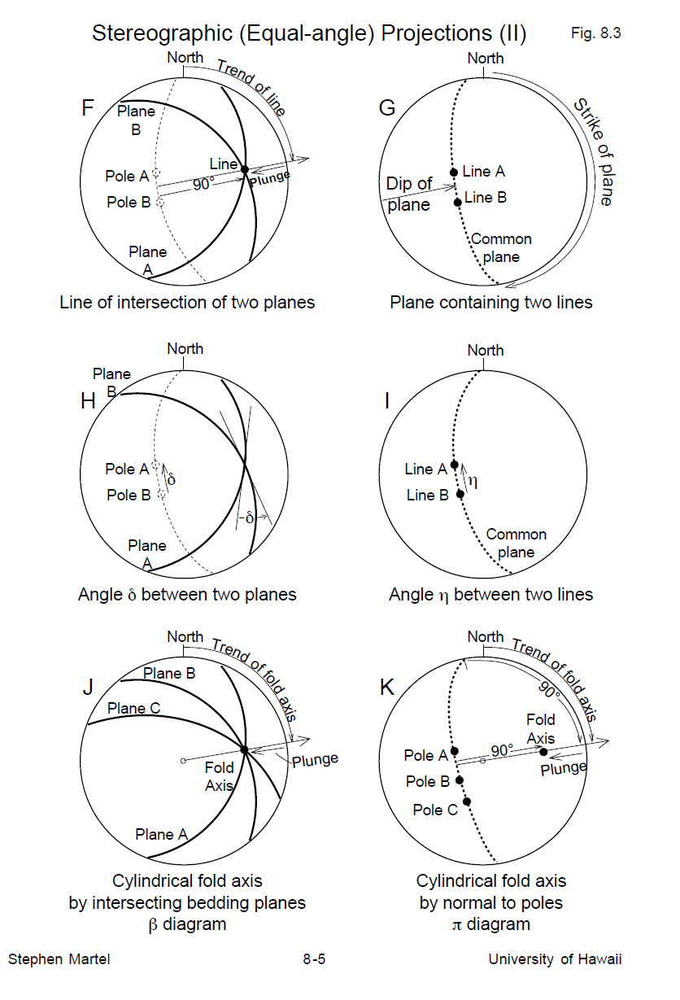 Stereographic (Equal-angle) Projections (II)
Fig. 8.3
North
Trend of line
F
Plane
B
Pole A
Pole B
Line
90°
Plunge
Plane
A
Line of intersection of two planes
North
Strike of plane
G
Line A
Line B
Dip of
plane
Common
plane
Plane containing two lines
North
Plane
B
H
Pole A
δ
Pole B
δ
Plane
A
Angle δ between two planes
North
I
Line A
η
Line B
Common
plane
Angle η between two lines
North
Trend of fold axis
J
Plane B
Plane C
Plunge
Fold
Axis
Plane A
Cylindrical fold axis
by intersecting bedding planes
β diagram
North
Trend of fold axis
K
90°
Fold
Axis
Pole A
90°
Plunge
Pole B
Pole C
Cylindrical fold axis
by normal to poles
π diagram
Stephen Martel
8-5
University of Hawaii